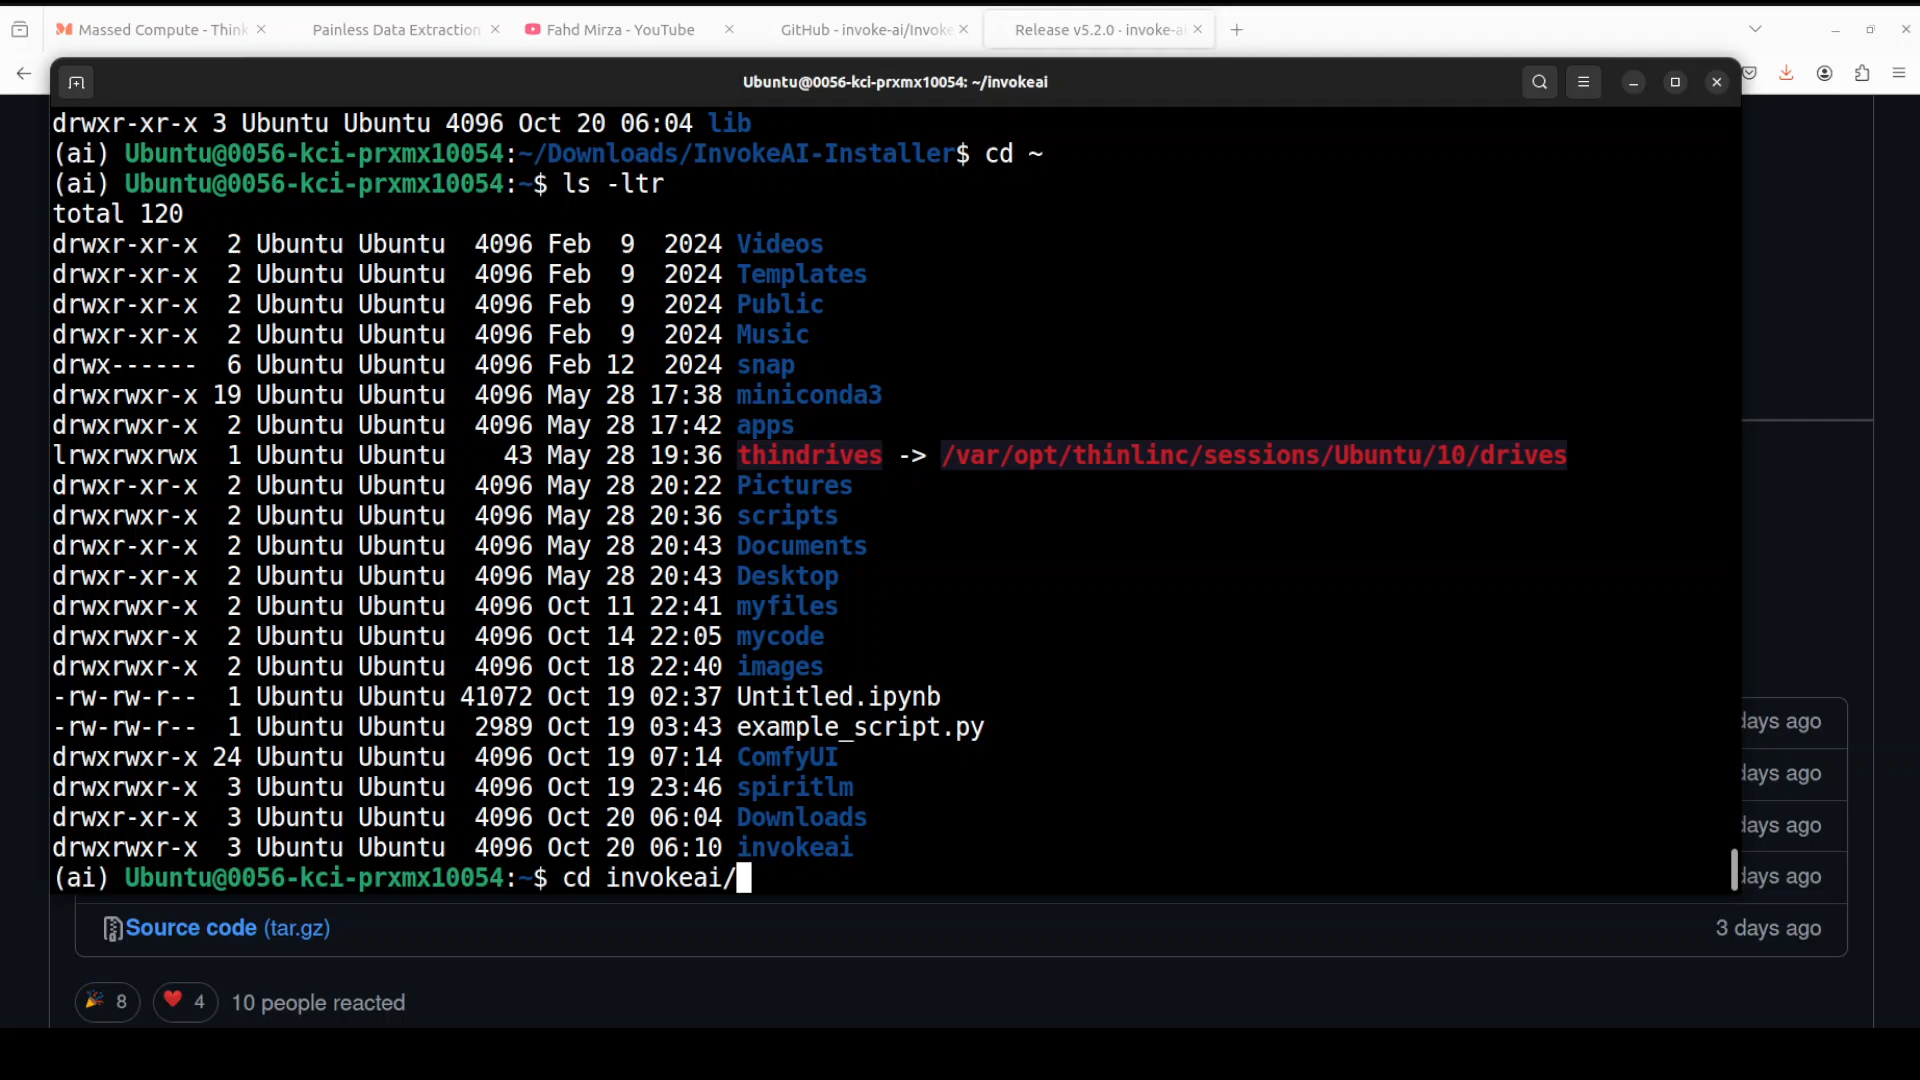 Massed Compute - Think
Painless Data Extraction
Fahd Mirza - YouTube
GitHub - invoke-ai/Invoke
Release v5.2.0 · invoke-ai
Ubuntu@0056-kci-prxmx10054: ~/invokeai
drwxr-xr-x 3 Ubuntu Ubuntu 4096 Oct 20 06:04 lib
(ai) Ubuntu@0056-kci-prxmx10054:~/Downloads/InvokeAI-Installer$ cd ~
(ai) Ubuntu@0056-kci-prxmx10054:~$ ls -ltr
total 120
drwxr-xr-x  2 Ubuntu Ubuntu  4096 Feb  9  2024 Videos
drwxr-xr-x  2 Ubuntu Ubuntu  4096 Feb  9  2024 Templates
drwxr-xr-x  2 Ubuntu Ubuntu  4096 Feb  9  2024 Public
drwxr-xr-x  2 Ubuntu Ubuntu  4096 Feb  9  2024 Music
drwx------  6 Ubuntu Ubuntu  4096 Feb 12  2024 snap
drwxrwxr-x 19 Ubuntu Ubuntu  4096 May 28 17:38 miniconda3
drwxrwxr-x  2 Ubuntu Ubuntu  4096 May 28 17:42 apps
lrwxrwxrwx  1 Ubuntu Ubuntu    43 May 28 19:36 thindrives -> /var/opt/thinlinc/sessions/Ubuntu/10/drives
drwxr-xr-x  2 Ubuntu Ubuntu  4096 May 28 20:22 Pictures
drwxrwxr-x  2 Ubuntu Ubuntu  4096 May 28 20:36 scripts
drwxr-xr-x  2 Ubuntu Ubuntu  4096 May 28 20:43 Documents
drwxr-xr-x  2 Ubuntu Ubuntu  4096 May 28 20:43 Desktop
drwxrwxr-x  2 Ubuntu Ubuntu  4096 Oct 11 22:41 myfiles
drwxrwxr-x  2 Ubuntu Ubuntu  4096 Oct 14 22:05 mycode
drwxrwxr-x  2 Ubuntu Ubuntu  4096 Oct 18 22:40 images
-rw-rw-r--  1 Ubuntu Ubuntu 41072 Oct 19 02:37 Untitled.ipynb
-rw-rw-r--  1 Ubuntu Ubuntu  2989 Oct 19 03:43 example_script.py
drwxrwxr-x 24 Ubuntu Ubuntu  4096 Oct 19 07:14 ComfyUI
drwxrwxr-x  3 Ubuntu Ubuntu  4096 Oct 19 23:46 spiritlm
drwxr-xr-x  3 Ubuntu Ubuntu  4096 Oct 20 06:04 Downloads
drwxrwxr-x  3 Ubuntu Ubuntu  4096 Oct 20 06:10 invokeai
(ai) Ubuntu@0056-kci-prxmx10054:~$ cd invokeai/
days ago
days ago
days ago
days ago
Source code (tar.gz) 3 days ago
8 4 10 people reacted